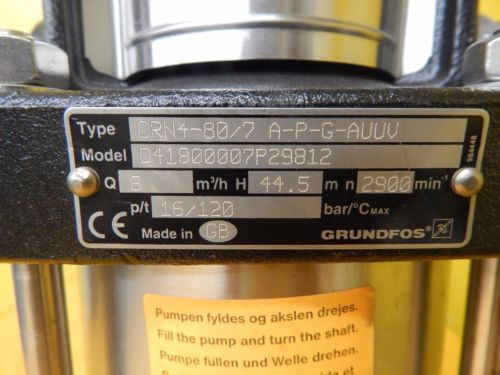 Type CRN4-80/7 A-P-G-AUUV
Model D41800007P29812
Q 6 m³/h H 44.5 m n 2900 min⁻¹
p/t 16/120 bar/°C MAX
CE Made in GB GRUNDFOS
984448
Pumpen fyldes og akslen drejes.
Fill the pump and turn the shaft.
Pumpe fullen und Welle drehen.